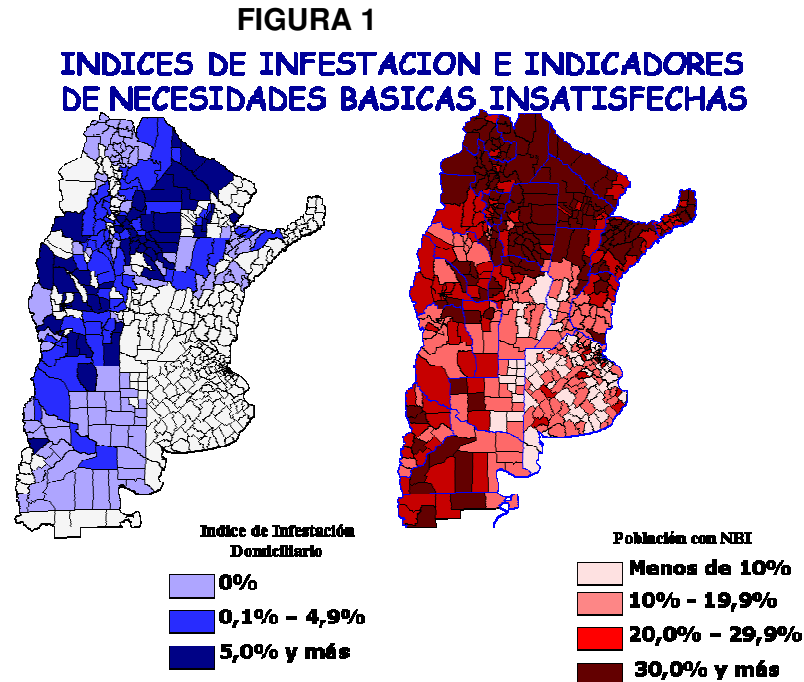 FIGURA 1
INDICES DE INFESTACION E INDICADORES
DE NECESIDADES BASICAS INSATISFECHAS
Indice de Infestación
Domiciliario
0%
0,1% – 4,9%
5,0% y más
Población con NBI
Menos de 10%
10% - 19,9%
20,0% – 29,9%
30,0% y más